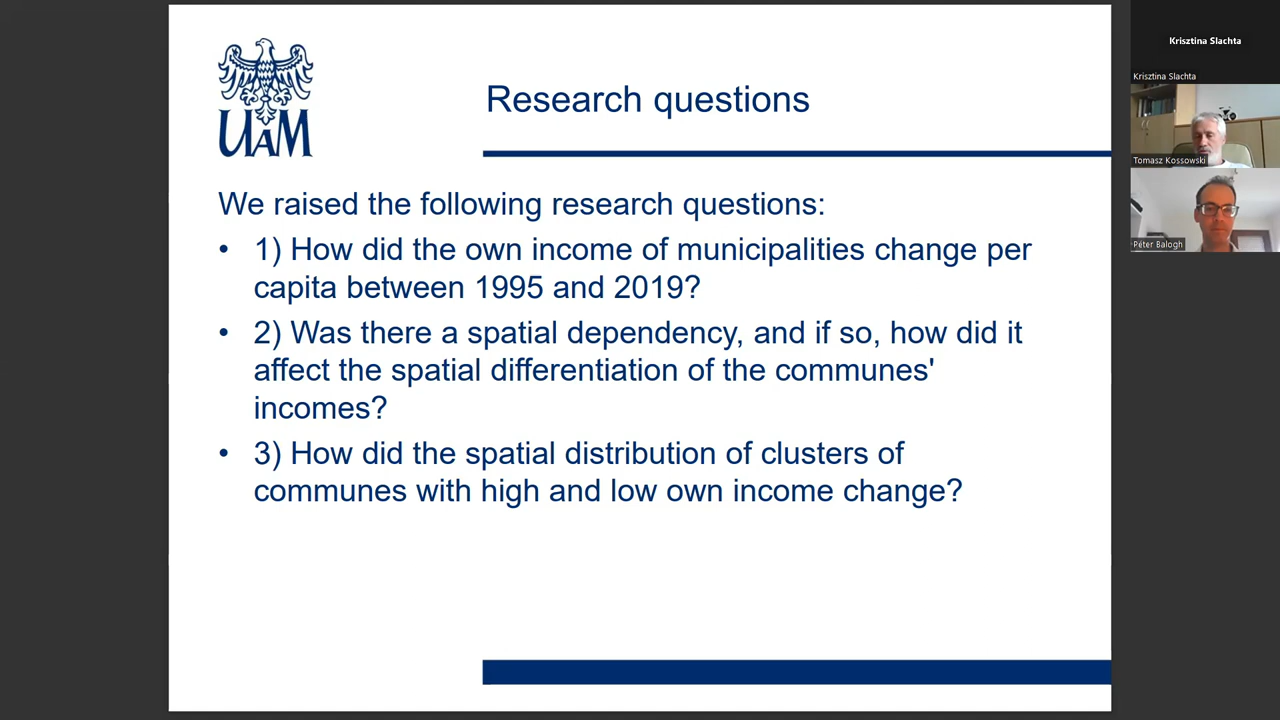 UAM
Research questions
We raised the following research questions:
• 1) How did the own income of municipalities change per
capita between 1995 and 2019?
• 2) Was there a spatial dependency, and if so, how did it
affect the spatial differentiation of the communes'
incomes?
• 3) How did the spatial distribution of clusters of
communes with high and low own income change?
Krisztina Slachta
Krisztina Slachta
Tomasz Kossowski
Péter Balogh